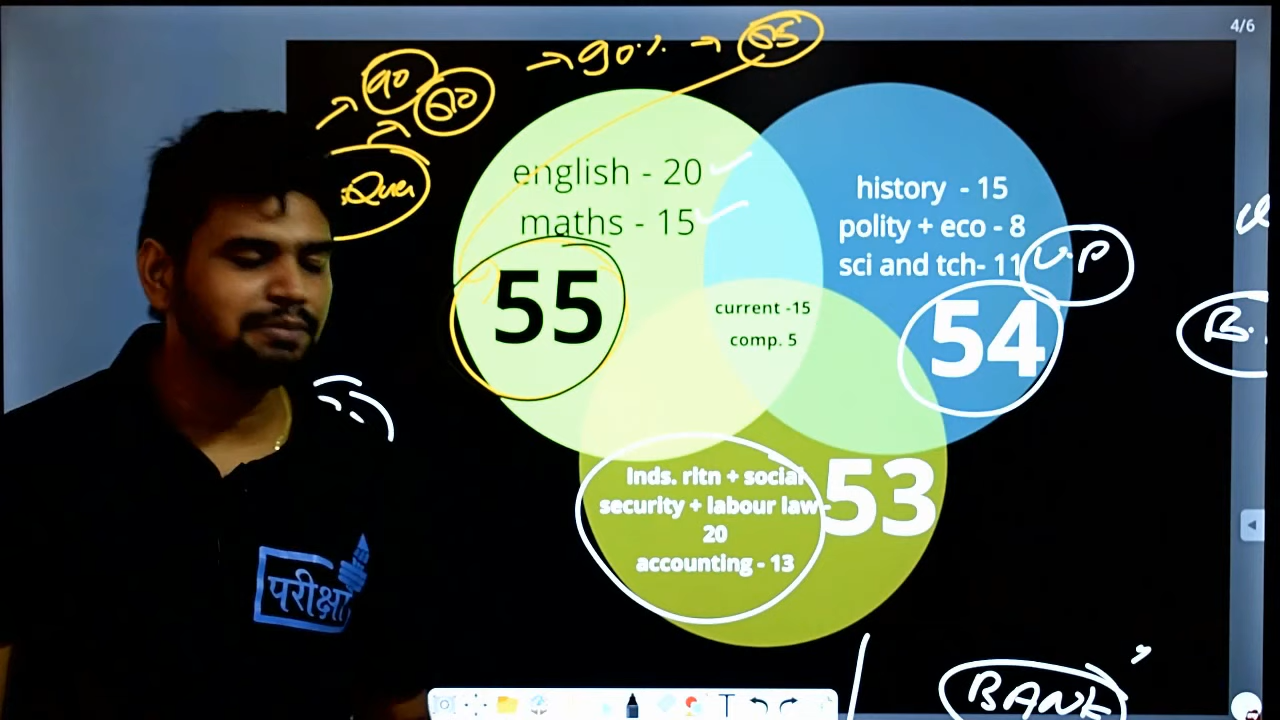 4/6
→ 90% →
english - 20
maths - 15
55
history - 15
polity + eco - 8
sci and tch- 11
U.P
54
current -15
comp. 5
Inds. rltn + social
security + labour law -
20
accounting - 13
53
B.
परीक्षा
BANK
T